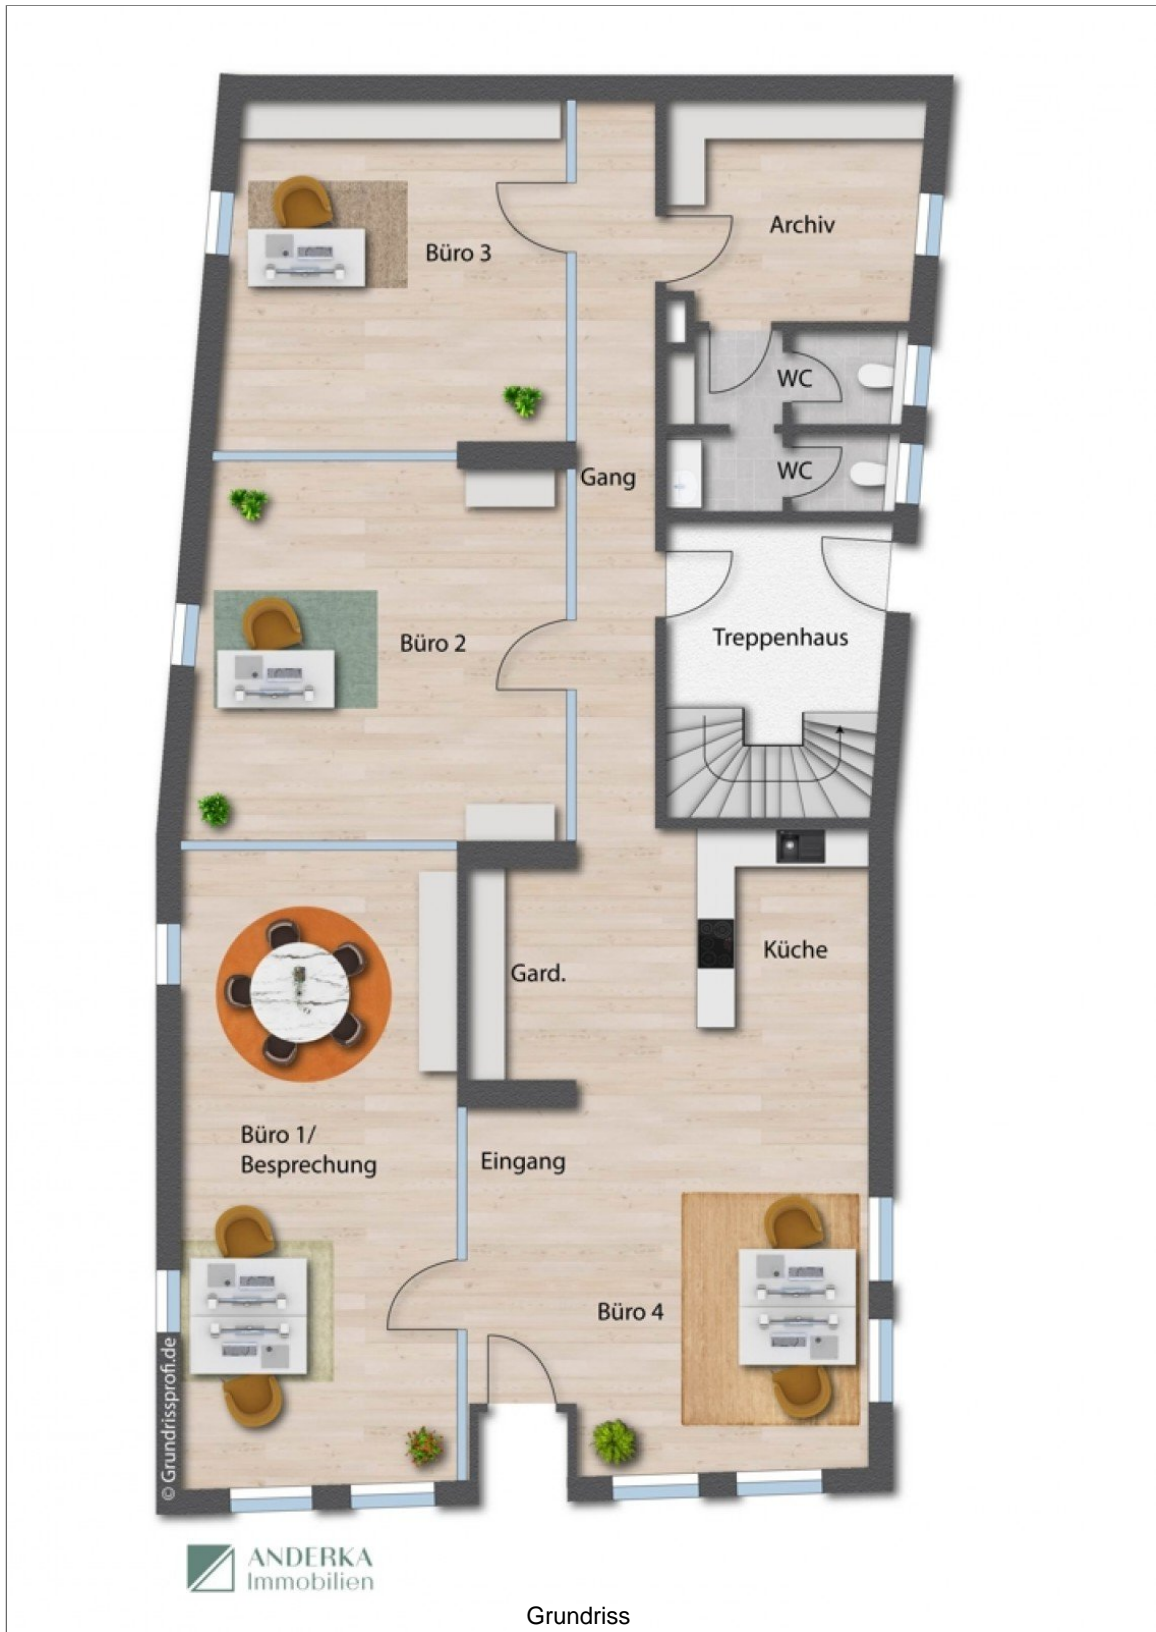 Archiv
Büro 3
WC
WC
Gang
Büro 2
Treppenhaus
Küche
Gard.
Büro 1/
Besprechung
Eingang
Büro 4
© Grundrissprofi.de
ANDERKA
Immobilien
Grundriss